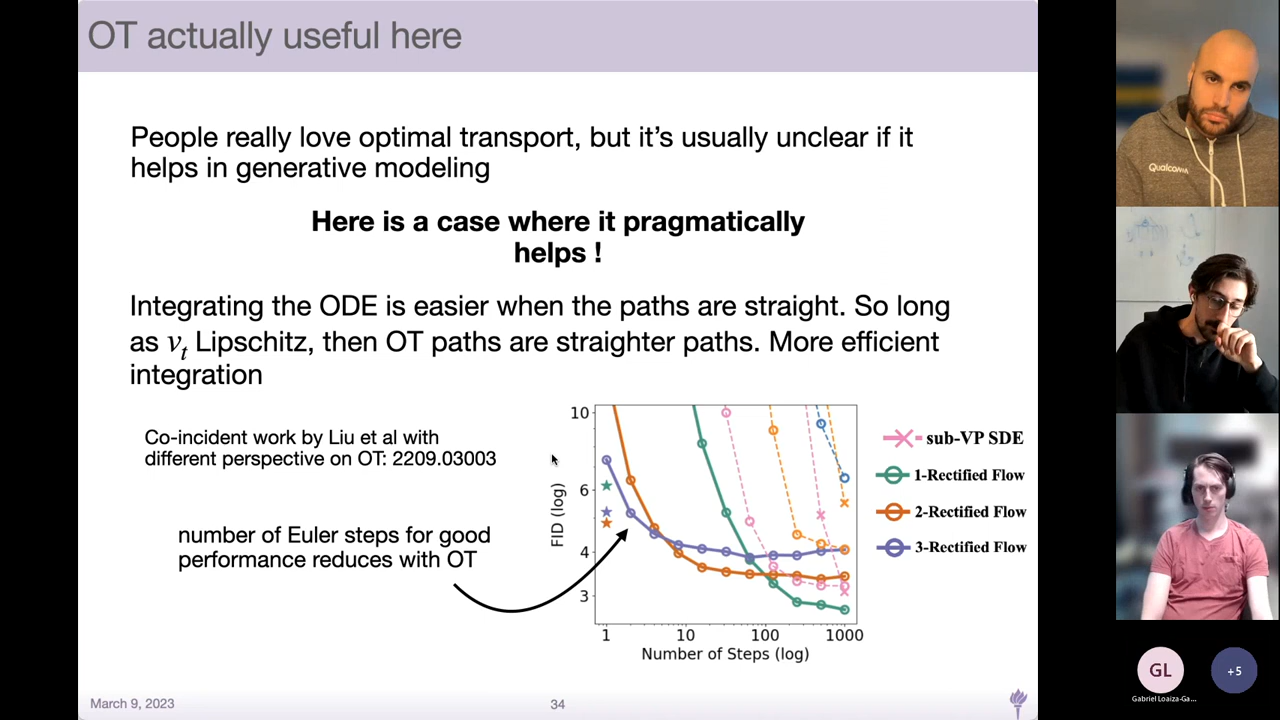 OT actually useful here
People really love optimal transport, but it's usually unclear if it
helps in generative modeling
Here is a case where it pragmatically
helps !
Integrating the ODE is easier when the paths are straight. So long
as vₜ Lipschitz, then OT paths are straighter paths. More efficient
integration
Co-incident work by Liu et al with
different perspective on OT: 2209.03003
number of Euler steps for good
performance reduces with OT
FID (log)
10
6
4
3
1
10
100
1000
Number of Steps (log)
sub-VP SDE
1-Rectified Flow
2-Rectified Flow
3-Rectified Flow
March 9, 2023
34
Qualcomm
GL
+5
Gabriel Loaiza-Ga...